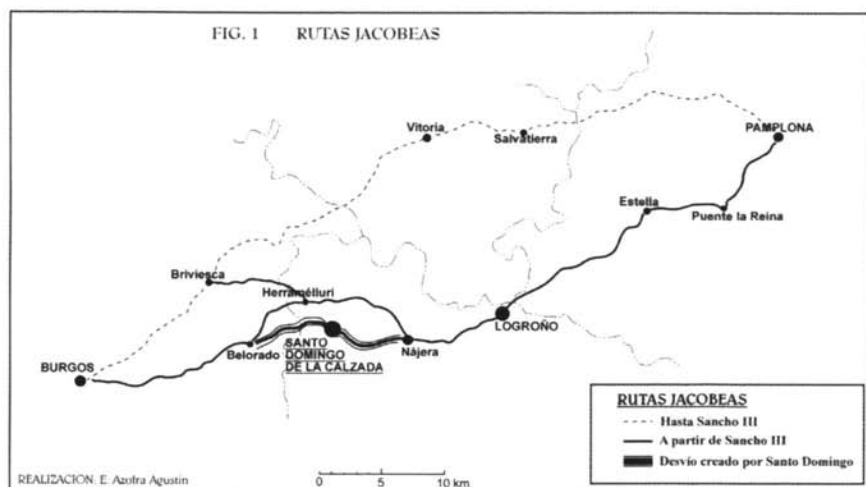 FIG. 1 RUTAS JACOBEAS
Vitoria
Salvatierra
PAMPLONA
Estella
Puente la Reina
Briviesca
Herramélluri
LOGROÑO
SANTO
DOMINGO
DE LA CALZADA
Belorado
Nájera
BURGOS
RUTAS JACOBEAS
Hasta Sancho III
A partir de Sancho III
Desvío creado por Santo Domingo
REALIZACION: E. Azofra Agustín
0 5 10 km